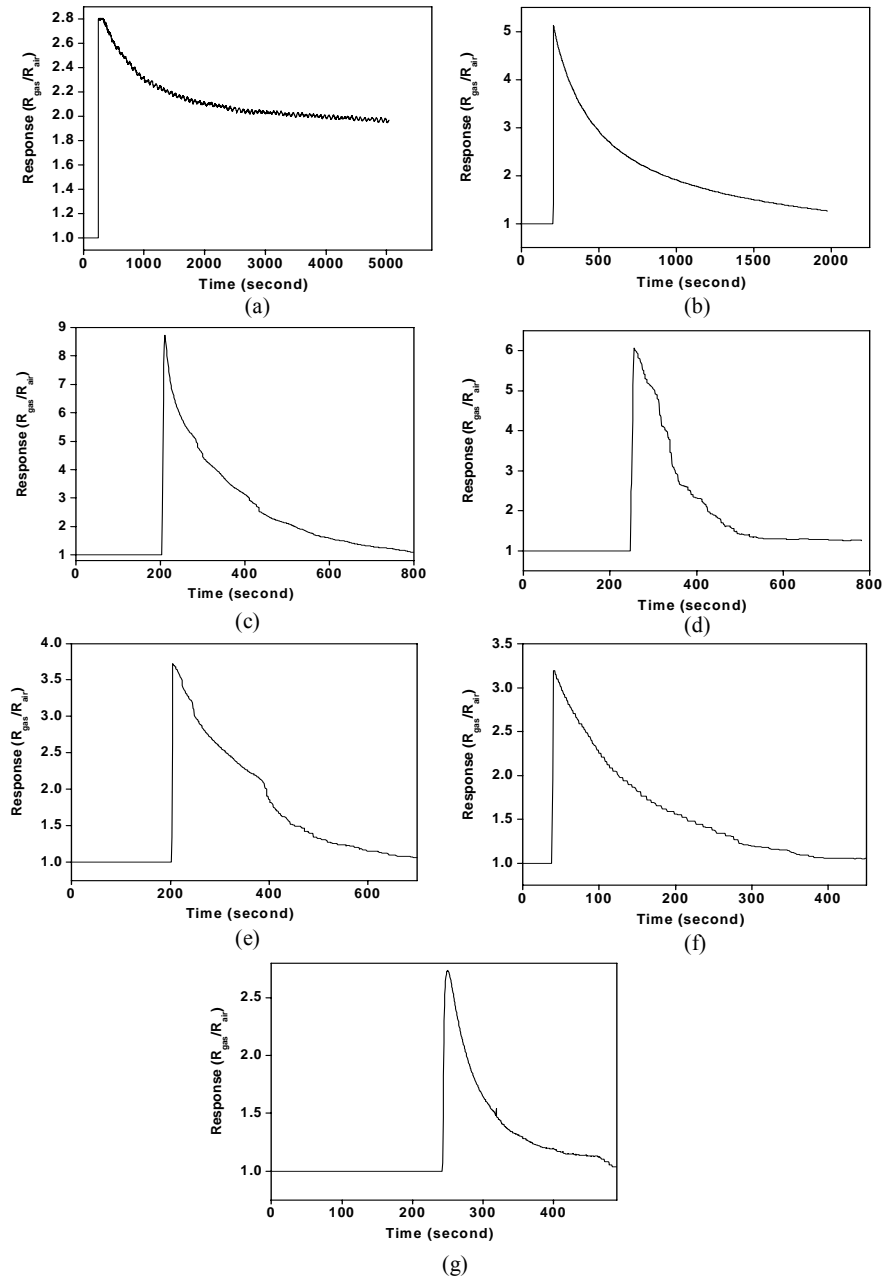 2.8
2.6
2.4
2.2
2.0
1.8
1.6
1.4
1.2
1.0
Response (Rgas/Rair)
0 1000 2000 3000 4000 5000
Time (second)
(a)
5
4
3
2
1
Response (Rgas/Rair)
0 500 1000 1500 2000
Time (second)
(b)
9
8
7
6
5
4
3
2
1
Response (Rgas/Rair)
0 200 400 600 800
Time (second)
(c)
6
5
4
3
2
1
Response (Rgas/Rair)
0 200 400 600 800
Time (second)
(d)
4.0
3.5
3.0
2.5
2.0
1.5
1.0
Response (Rgas/Rair)
0 200 400 600
Time (second)
(e)
3.5
3.0
2.5
2.0
1.5
1.0
Response (Rgas/Rair)
0 100 200 300 400
Time (second)
(f)
2.5
2.0
1.5
1.0
Response (Rgas/Rair)
0 100 200 300 400
Time (second)
(g)